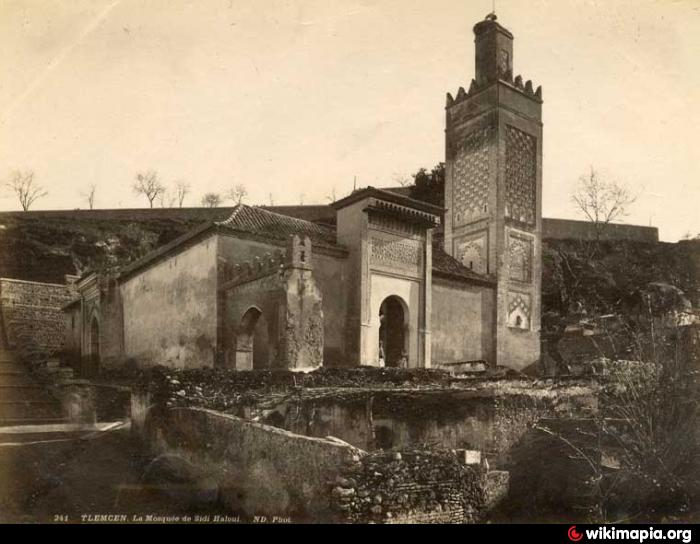 241 TLEMCEN. La Mosquée de Sidi Haloui. ND. Phot.
wikimapia.org